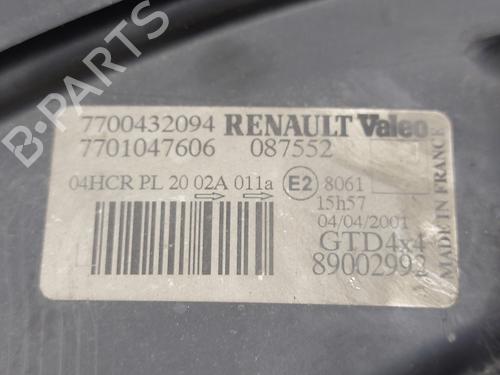 7700432094 RENAULT Valeo
7701047606 087552
04HCR PL 20 02A 011a E2 8061
15h57
04/04/2001
GTD4x4
89002992
MADE IN FRANCE